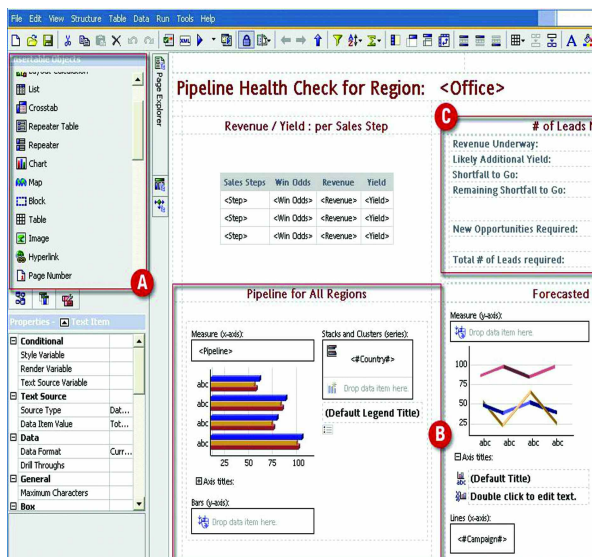 File Edit View Structure Table Data Run Tools Help
Insertable Objects
Layout Calculation
List
Crosstab
Repeater Table
Repeater
Chart
Map
Block
Table
Image
Hyperlink
Page Number
A
Page Explorer
Properties - Text Item
Conditional
Style Variable
Render Variable
Text Source Variable
Text Source
Source Type Dat...
Data Item Value Tot...
Data
Data Format Curr...
Drill Throughs
General
Maximum Characters
Box
Pipeline Health Check for Region: <Office>
Revenue / Yield : per Sales Step
Sales Steps Win Odds Revenue Yield
<Step> <Win Odds> <Revenue> <Yield>
<Step> <Win Odds> <Revenue> <Yield>
<Step> <Win Odds> <Revenue> <Yield>
C
# of Leads
Revenue Underway:
Likely Additional Yield:
Shortfall to Go:
Remaining Shortfall to Go:
New Opportunities Required:
Total # of Leads required:
Pipeline for All Regions
Measure (x-axis):
<Pipeline>
Stacks and Clusters (series):
<#Country#>
Drop data item here.
(Default Legend Title)
abc
abc
abc
abc
25 50 75 100
Axis titles:
Bars (y-axis):
Drop data item here.
B
Forecasted
Measure (y-axis):
Drop data item here.
100
75
50
25
abc abc abc abc
Axis titles:
(Default Title)
Double click to edit text.
Lines (x-axis):
<#Campaign#>